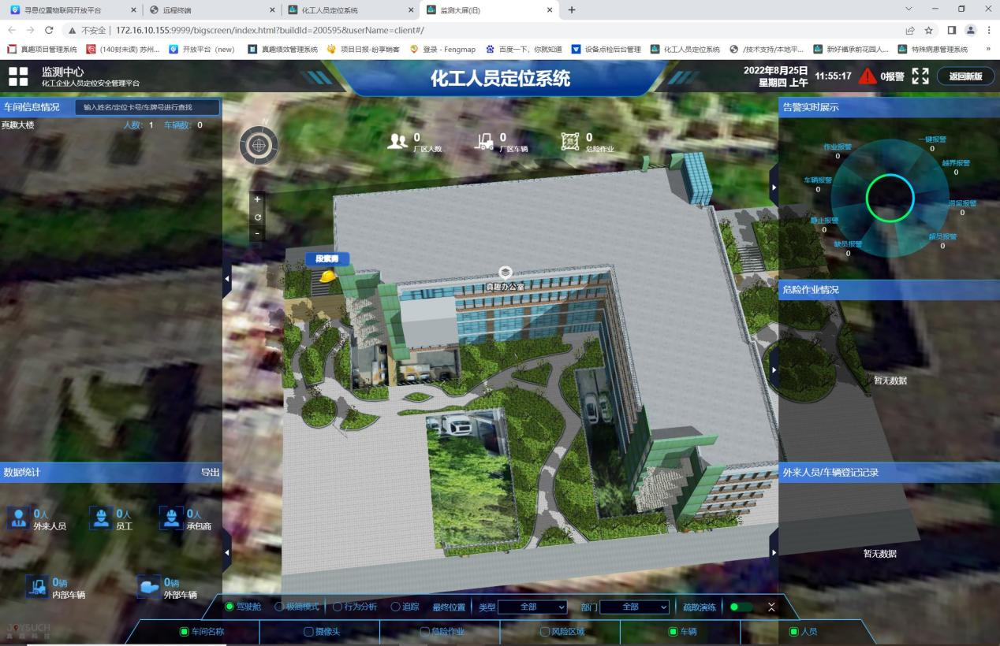 寻息位置物联网开放平台
远程终端
化工人员定位系统
监测大屏(旧)
不安全 | 172.16.10.155:9999/bigscreen/index.html?buildId=200595&userName=client#/
真趣项目管理系统
(140封未读) 苏州...
开放平台 (new)
真趣绩效管理系统
项目日报-纷享销客
登录 - Fengmap
百度一下，你就知道
设备点检后台管理
化工人员定位系统
/技术支持/本地平...
新好福承前花园人...
特殊病患管理系统
»
监测中心
化工企业人员定位安全管理平台
化工人员定位系统
2022年8月25日
星期四 上午
11:55:17
0报警
返回新版
车间信息情况
输入姓名/定位卡号/车牌号进行查找
真趣大楼
人数: 1 车辆数: 0
0
厂区人数
0
厂区车辆
危
0
危险作业
真趣办公室
告警实时展示
一键报警
0
越界报警
0
滞留报警
0
超员报警
0
缺员报警
0
静止报警
0
车辆报警
0
作业报警
0
危险作业情况
暂无数据
外来人员/车辆登记记录
暂无数据
数据统计
导出
0人
外来人员
0人
员工
0人
承包商
0辆
内部车辆
0辆
外部车辆
驾驶舱
极简模式
行为分析
追踪
最终位置
类型
全部
部门
全部
疏散演练
车间名称
摄像头
危险作业
风险区域
车辆
人员
JOYSUCH
真趣科技